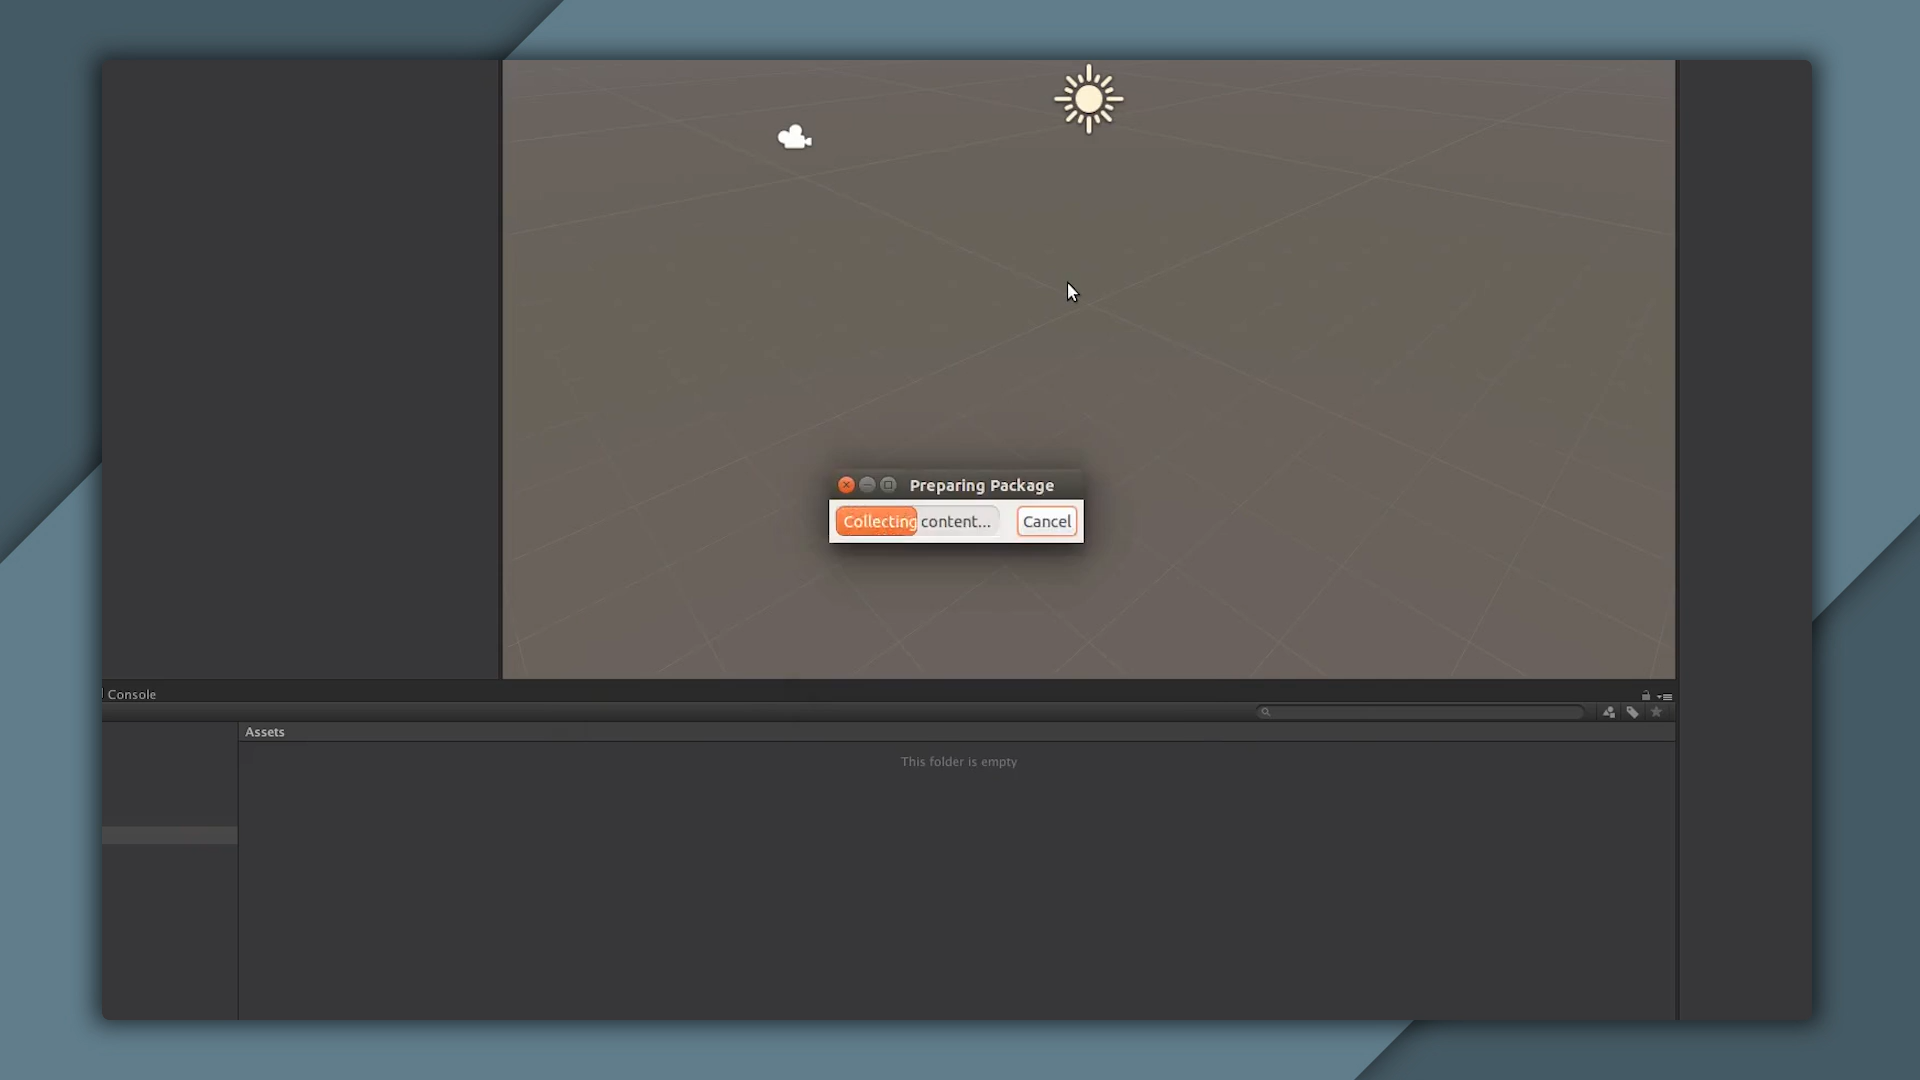 Preparing Package
Collecting content...
Cancel
Console
Assets
This folder is empty